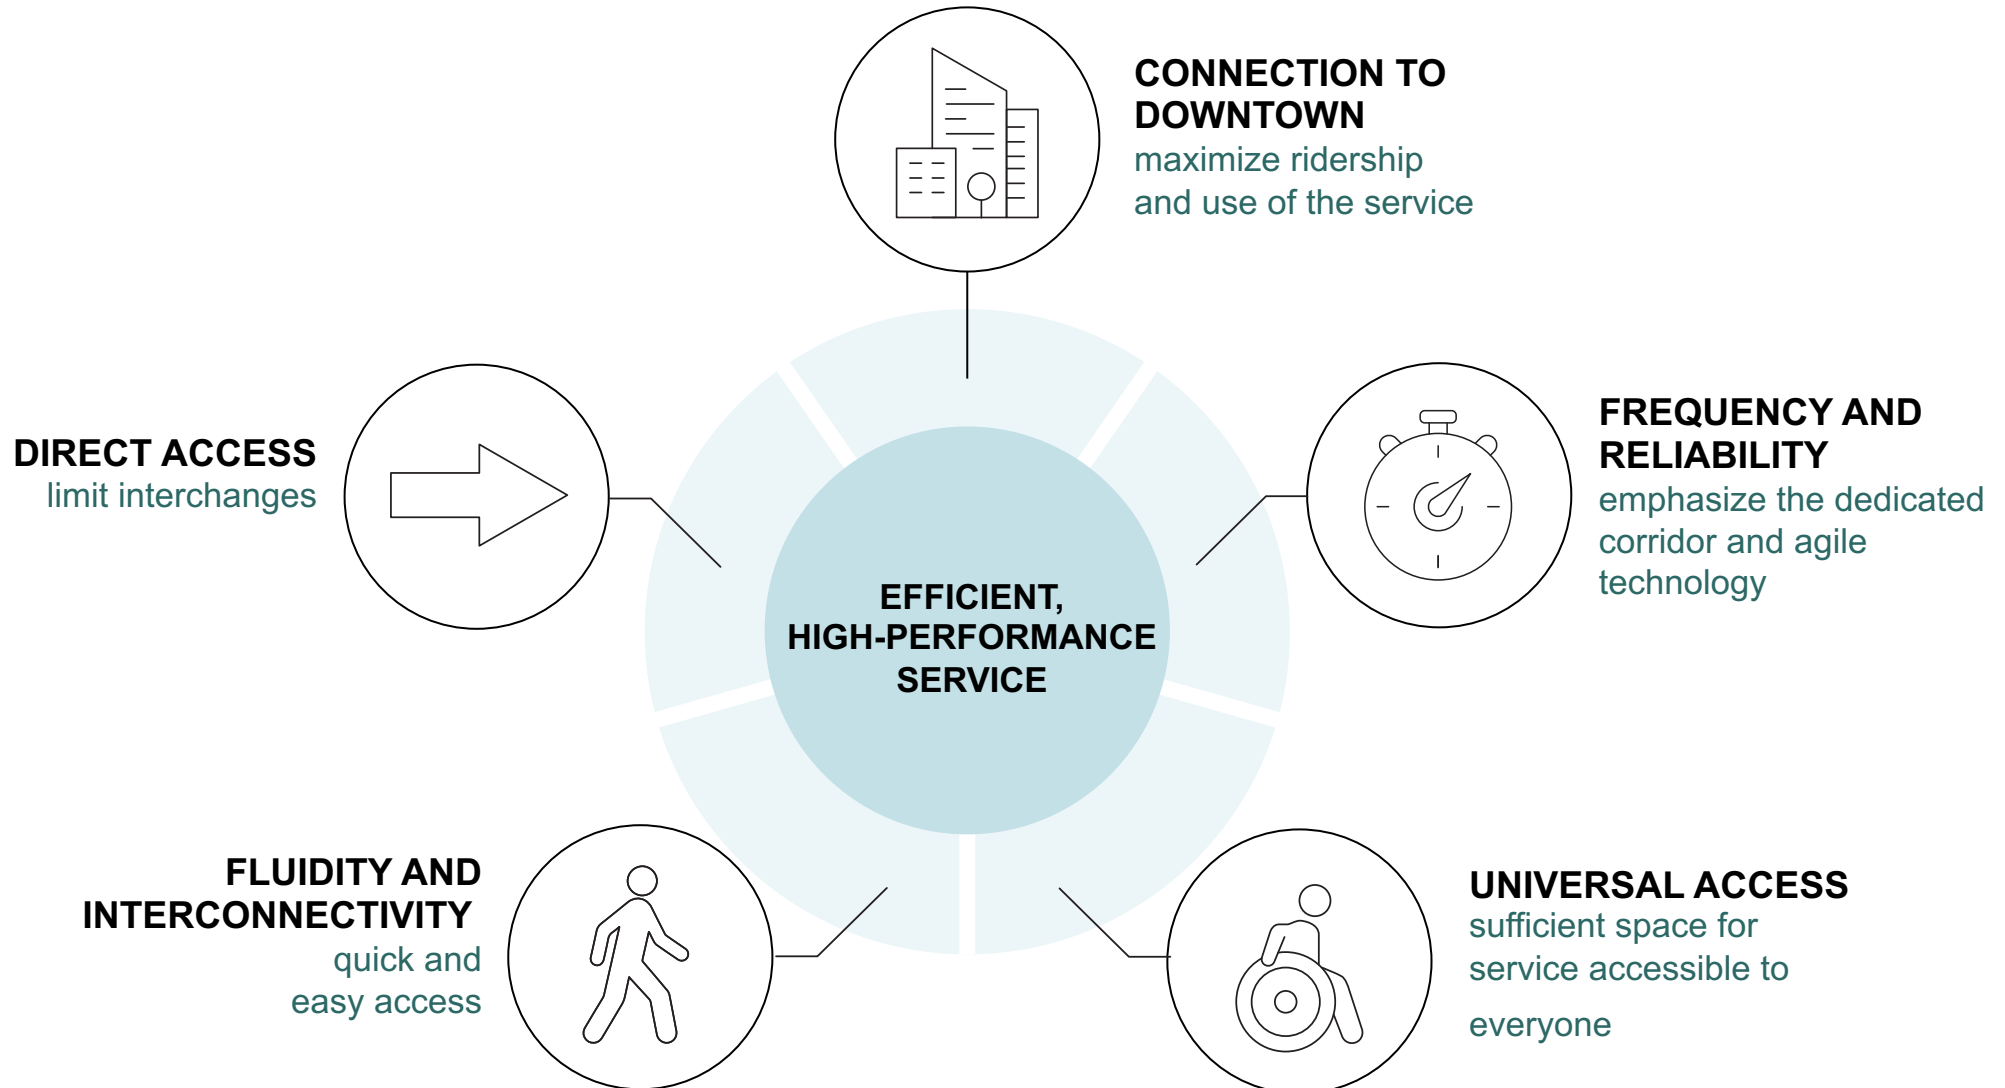 CONNECTION TO
DOWNTOWN
maximize ridership
and use of the service
DIRECT ACCESS
limit interchanges
FREQUENCY AND
RELIABILITY
emphasize the dedicated
corridor and agile
technology
EFFICIENT,
HIGH-PERFORMANCE
SERVICE
FLUIDITY AND
INTERCONNECTIVITY
quick and
easy access
UNIVERSAL ACCESS
sufficient space for
service accessible to
everyone